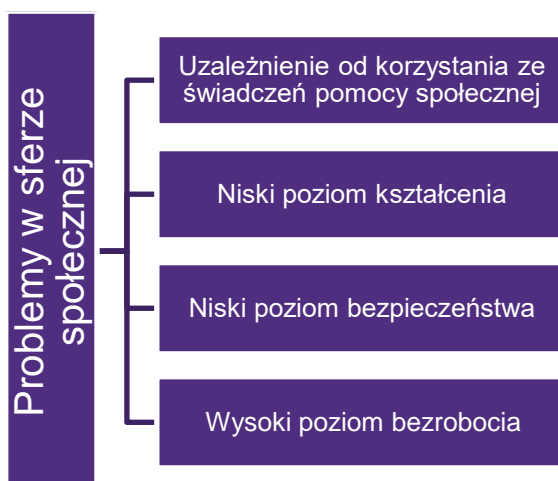 Problemy w sferze
społecznej
Uzależnienie od korzystania ze
świadczeń pomocy społecznej
Niski poziom kształcenia
Niski poziom bezpieczeństwa
Wysoki poziom bezrobocia